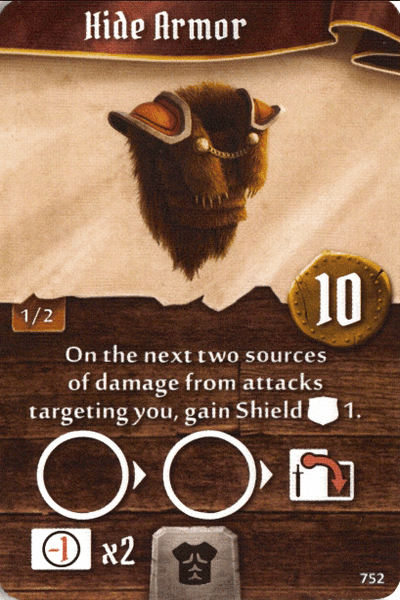 Hide Armor
10
1/2
On the next two sources
of damage from attacks
targeting you, gain Shield 1.
-1 x2
752